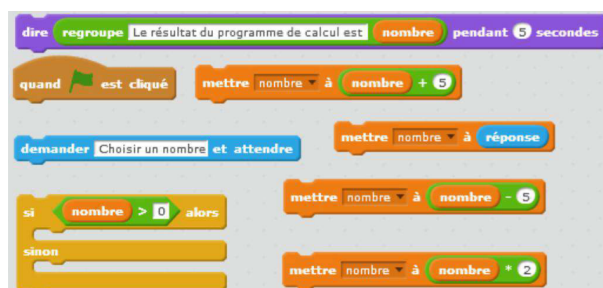 dire regroupe Le résultat du programme de calcul est nombre pendant 5 secondes
quand est cliqué
mettre nombre à nombre + 5
demander Choisir un nombre et attendre
mettre nombre à réponse
si nombre > 0 alors
sinon
mettre nombre à nombre - 5
mettre nombre à nombre * 2